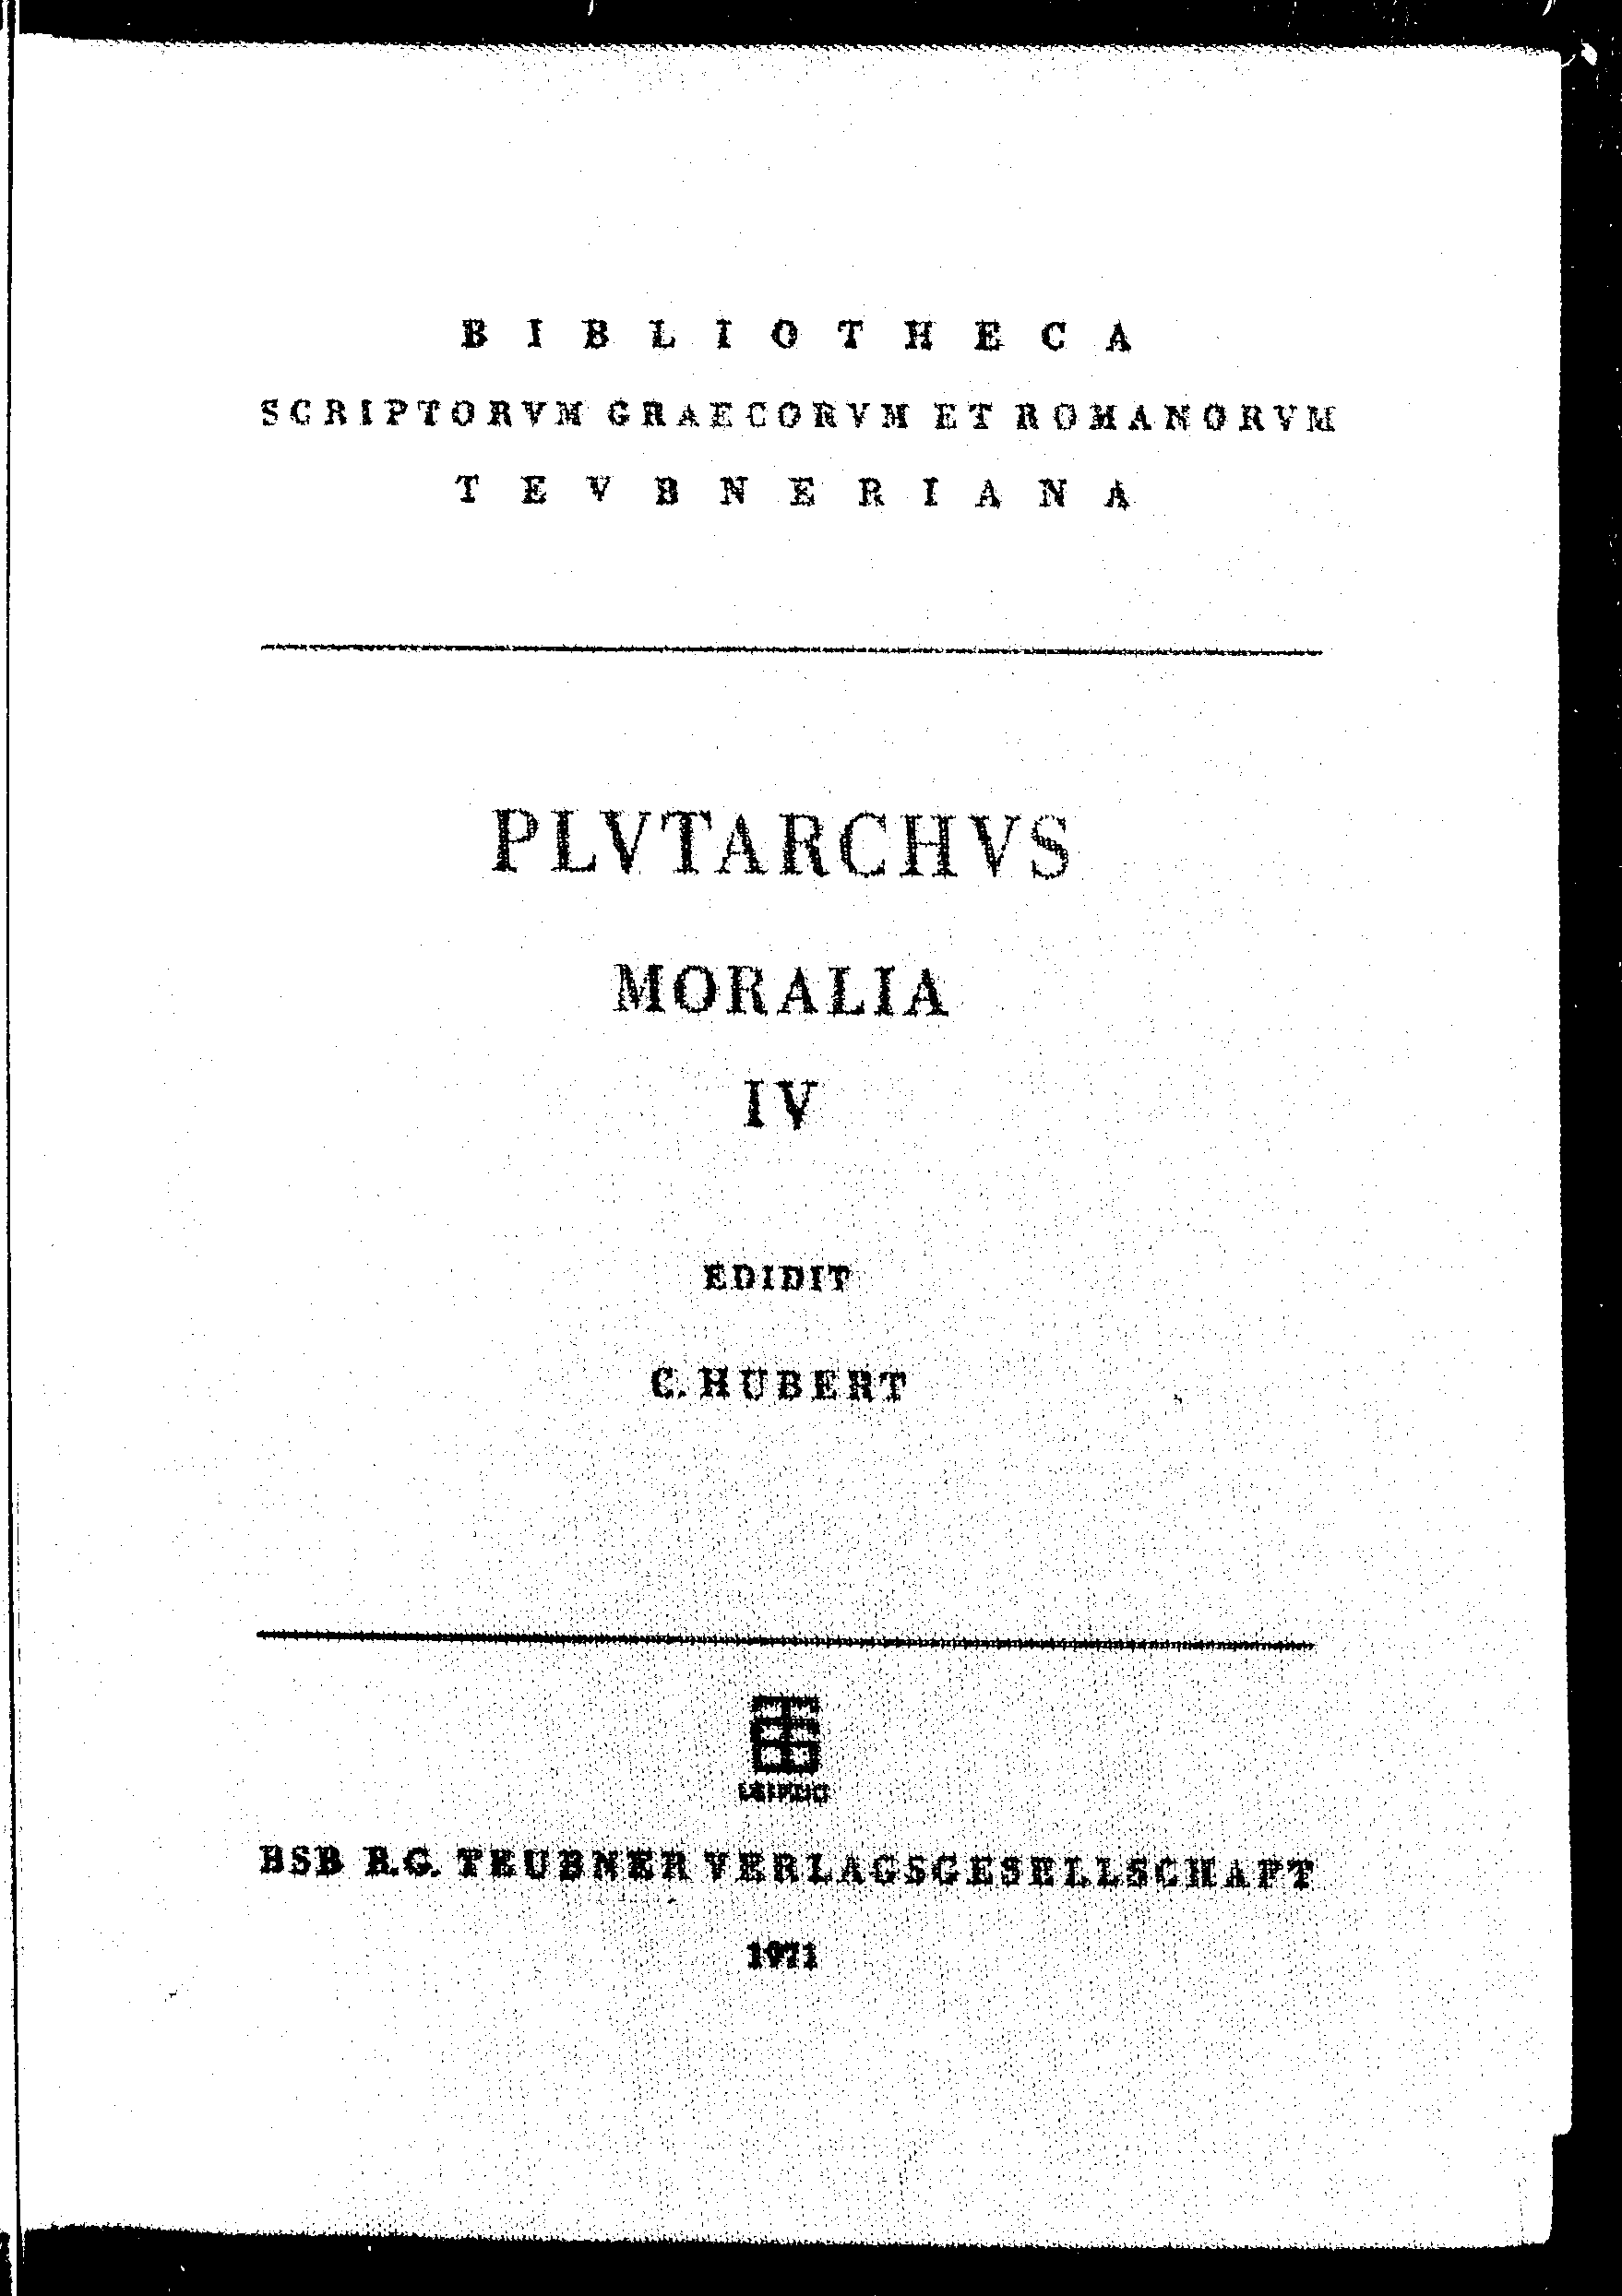 BIBLIOTHECA
SCRIPTORVM GRAECORVM ET ROMANORVM
TEVBNERIANA
PLVTARCHVS
MORALIA
IV
EDIDIT
C. HUBERT
LEIPZIG
BSB B.G. TEUBNER VERLAGSGESELLSCHAFT
1971